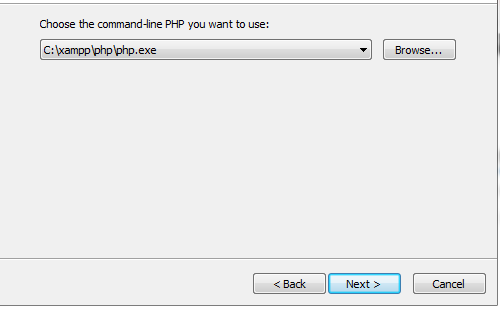 Choose the command-line PHP you want to use:
C:\xampp\php\php.exe
Browse...
< Back
Next >
Cancel